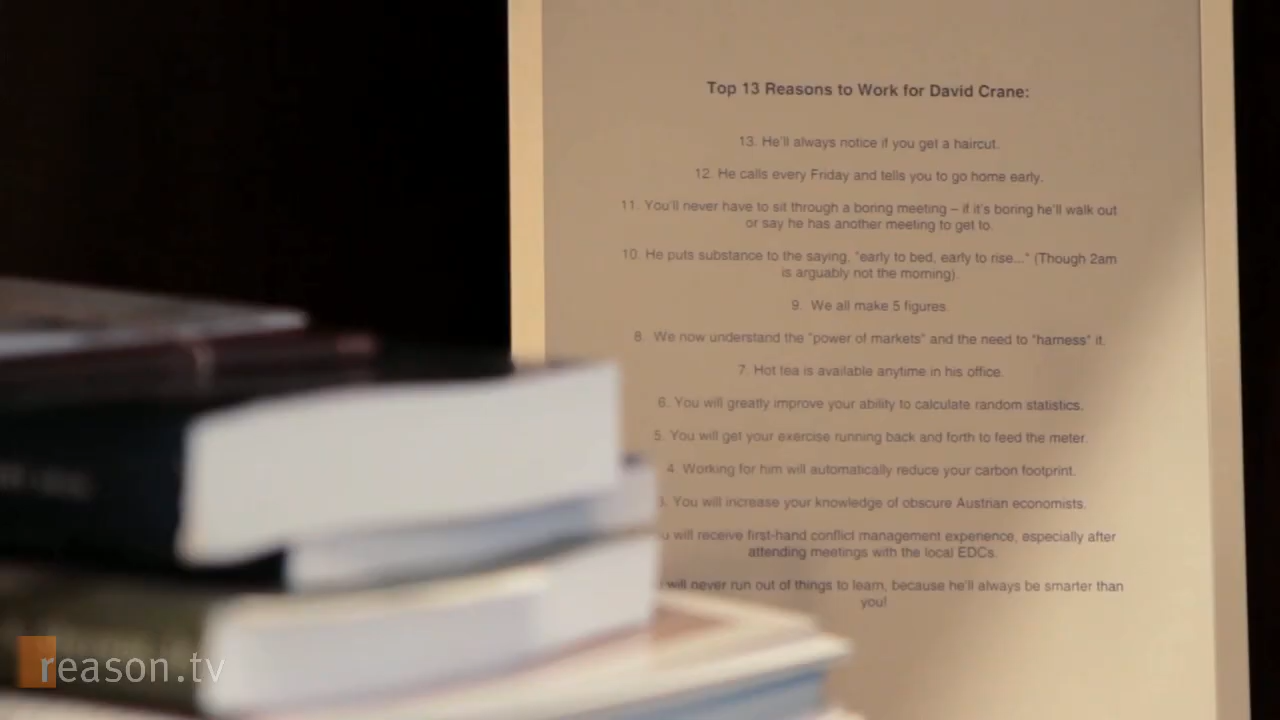 Top 13 Reasons to Work for David Crane:
13. He'll always notice if you get a haircut.
12. He calls every Friday and tells you to go home early.
11. You'll never have to sit through a boring meeting – if it's boring he'll walk out
or say he has another meeting to get to.
10. He puts substance to the saying, "early to bed, early to rise..." (Though 2am
is arguably not the morning).
9. We all make 5 figures.
8. We now understand the "power of markets" and the need to "harness" it.
7. Hot tea is available anytime in his office.
6. You will greatly improve your ability to calculate random statistics.
5. You will get your exercise running back and forth to feed the meter.
4. Working for him will automatically reduce your carbon footprint.
3. You will increase your knowledge of obscure Austrian economists.
u will receive first-hand conflict management experience, especially after
attending meetings with the local EDCs.
will never run out of things to learn, because he'll always be smarter than
you!
reason.tv